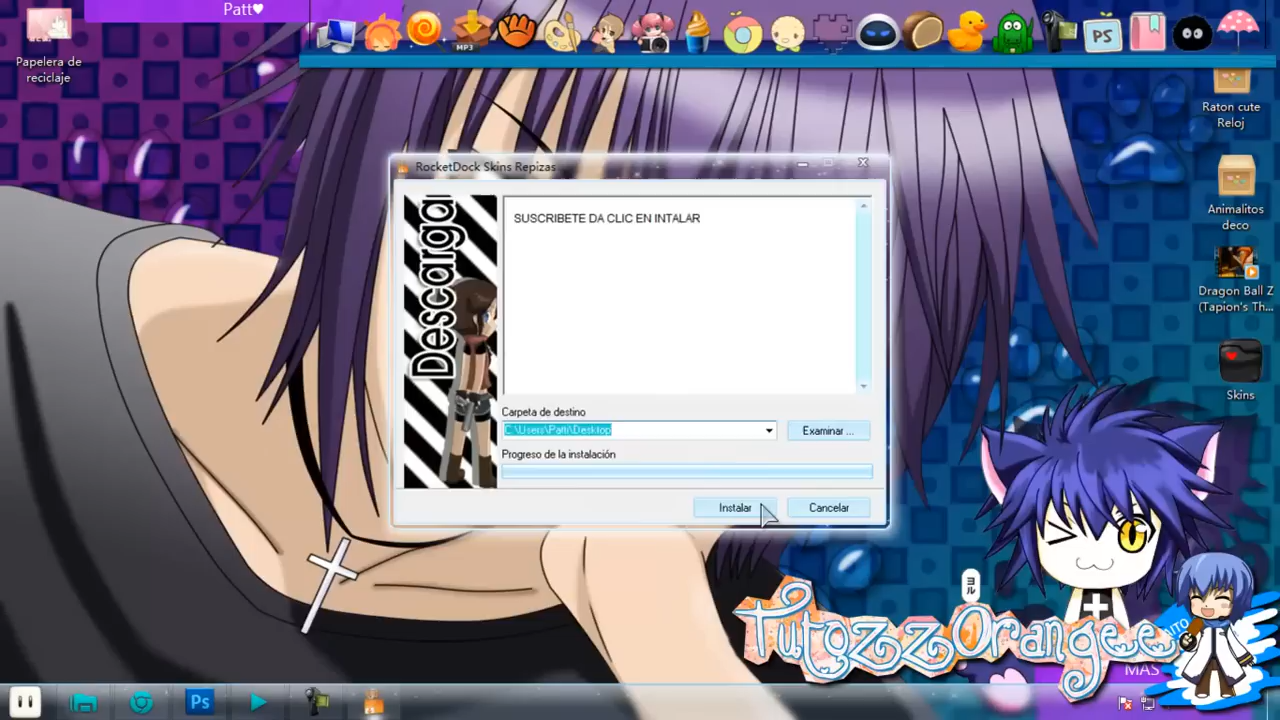 Patt♥
Papelera de
reciclaje
MP3
PS
Raton cute
Reloj
Animalitos
deco
Dragon Ball Z
(Tapion's Th...
Skins
RocketDock Skins Repizas
Descarga
SUSCRIBETE DA CLIC EN INTALAR
Carpeta de destino
C:\Users\Patti\Desktop
Examinar ...
Progreso de la instalación
Instalar
Cancelar
ヨル
TutozzOrangee
MAS
Ps